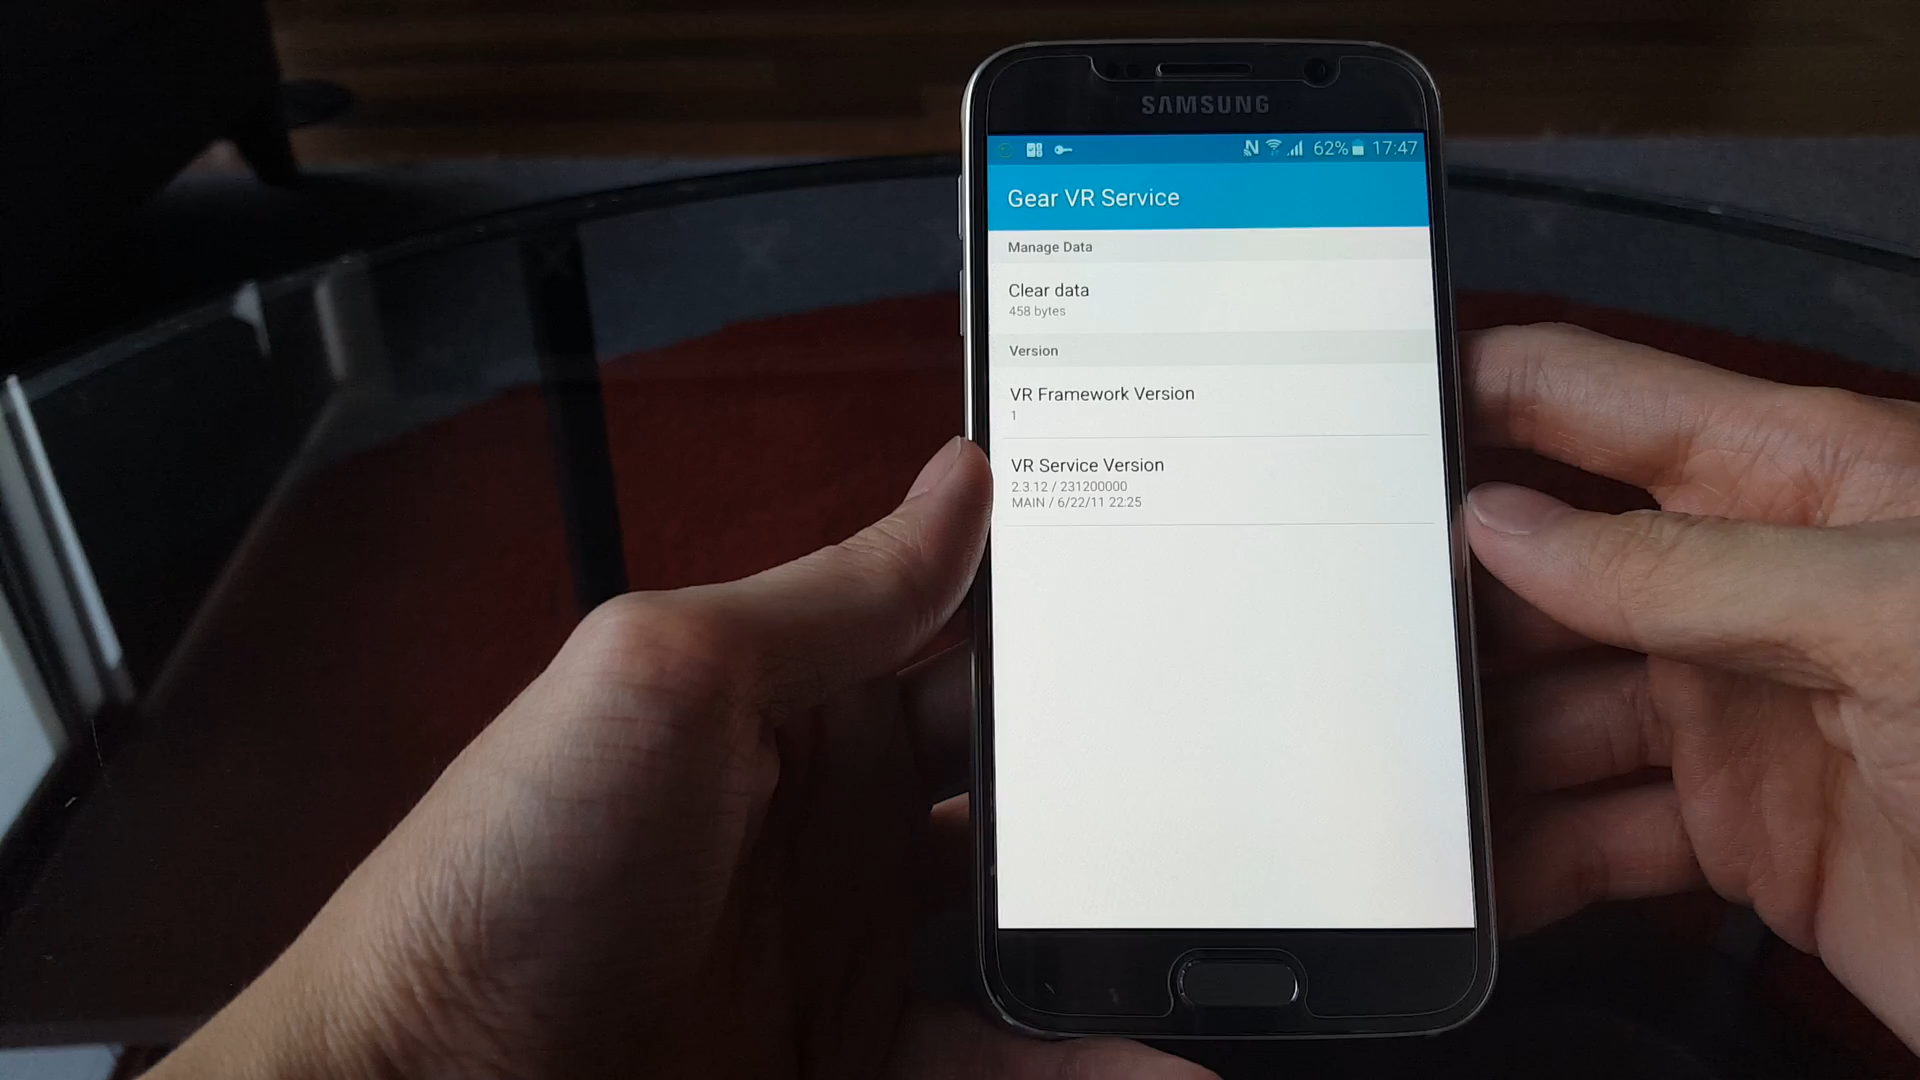 SAMSUNG
62% 17:47
Gear VR Service
Manage Data
Clear data
458 bytes
Version
VR Framework Version
1
VR Service Version
2.3.12 / 231200000
MAIN / 6/22/11 22:25